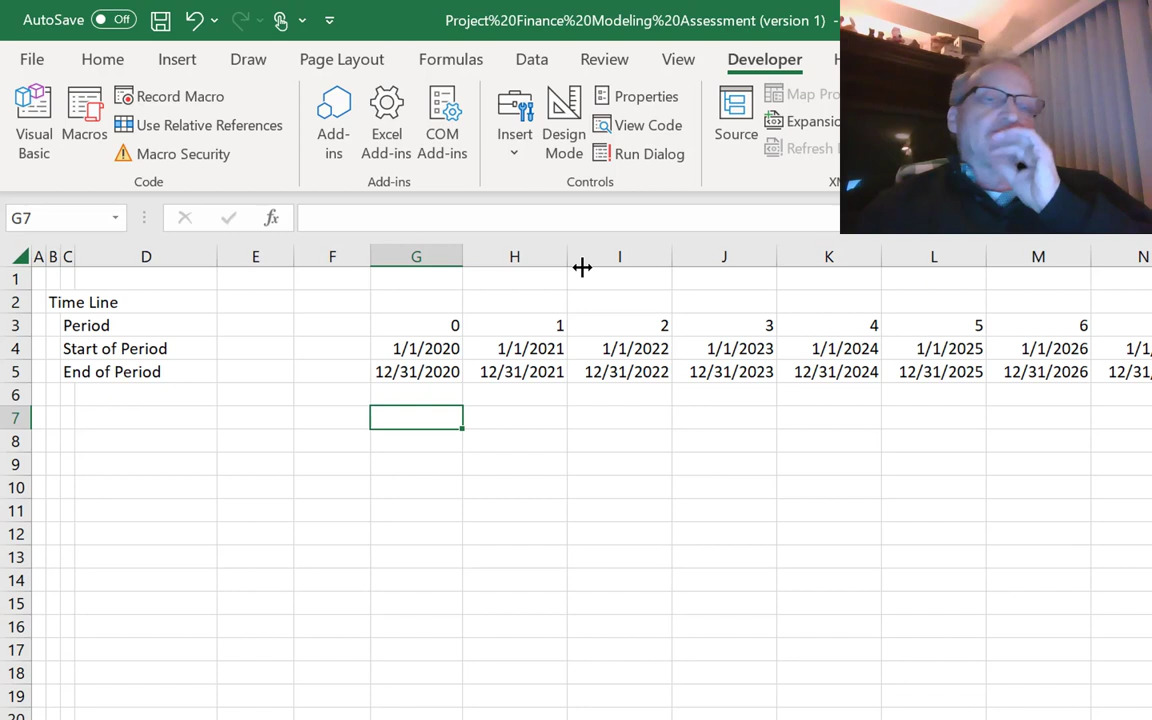 AutoSave Off Project%20Finance%20Modeling%20Assessment (version 1) -
File Home Insert Draw Page Layout Formulas Data Review View Developer
Visual Basic
Macros
Record Macro
Use Relative References
Macro Security
Code
Add-ins
Excel Add-ins
COM Add-ins
Add-ins
Insert
Design Mode
Properties
View Code
Run Dialog
Controls
Source
Map Pro
Expansio
Refresh
XM
G7 fx
A B C D E F G H I J K L M N
1
2 Time Line
3 Period 0 1 2 3 4 5 6
4 Start of Period 1/1/2020 1/1/2021 1/1/2022 1/1/2023 1/1/2024 1/1/2025 1/1/2026 1/1/
5 End of Period 12/31/2020 12/31/2021 12/31/2022 12/31/2023 12/31/2024 12/31/2025 12/31/2026 12/31/
6
7
8
9
10
11
12
13
14
15
16
17
18
19
20